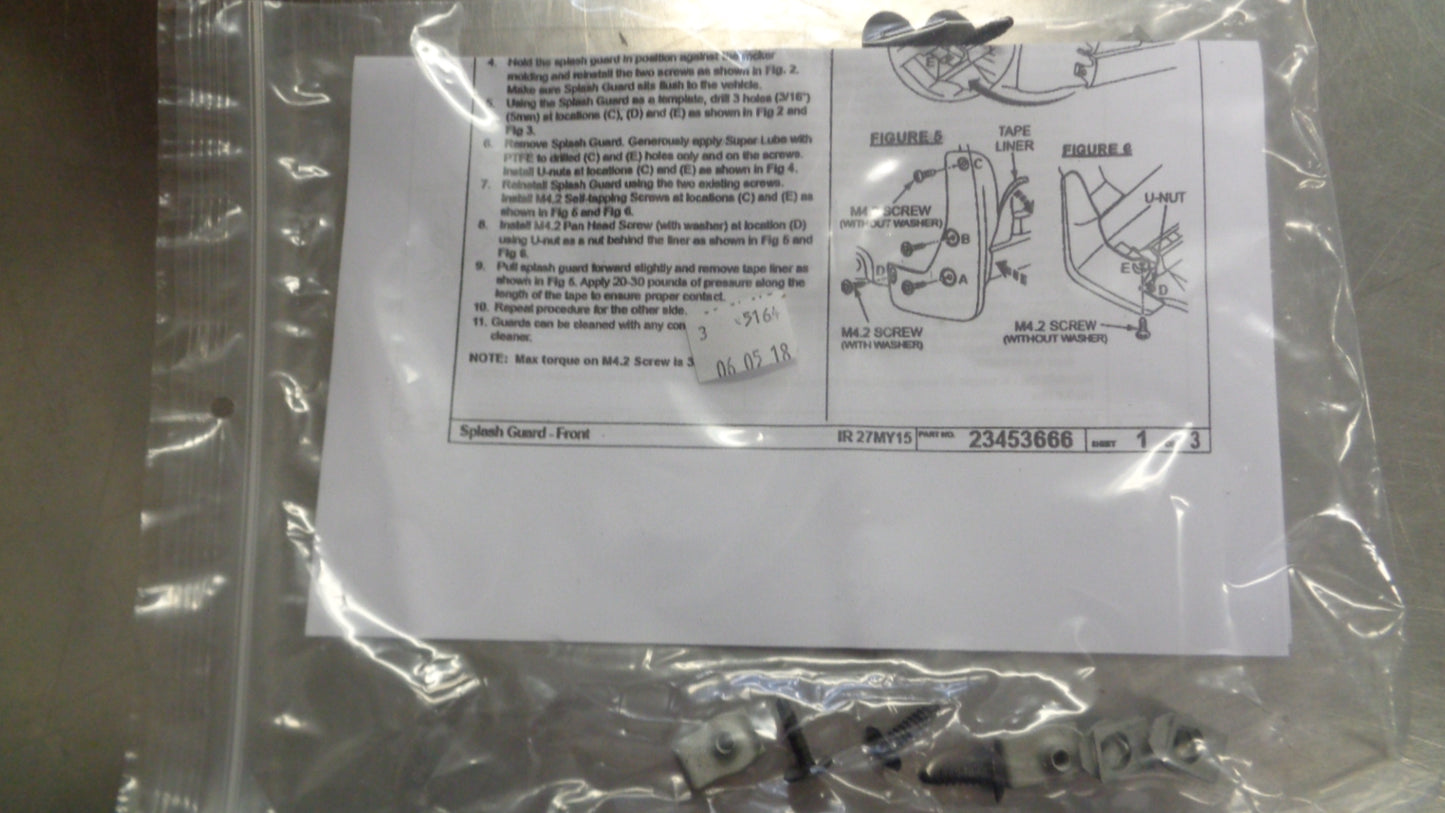 4. Hold the splash guard in position against the rocker
molding and reinstall the two screws as shown in Fig. 2.
Make sure Splash Guard sits flush to the vehicle.
5. Using the Splash Guard as a template, drill 3 holes (3/16")
(5mm) at locations (C), (D) and (E) as shown in Fig 2 and
Fig 3.
6. Remove Splash Guard. Generously apply Super Lube with
PTFE to drilled (C) and (E) holes only and on the screws.
Install U-nuts at locations (C) and (E) as shown in Fig 4.
7. Reinstall Splash Guard using the two existing screws.
Install M4.2 Self-tapping Screws at locations (C) and (E) as
shown in Fig 5 and Fig 6.
8. Install M4.2 Pan Head Screw (with washer) at location (D)
using U-nut as a nut behind the liner as shown in Fig 5 and
Fig 6.
9. Pull splash guard forward slightly and remove tape liner as
shown in Fig 5. Apply 20-30 pounds of pressure along the
length of the tape to ensure proper contact.
10. Repeat procedure for the other side.
11. Guards can be cleaned with any con
cleaner.
NOTE: Max torque on M4.2 Screw is 3
3 5164
06 05 18
E
FIGURE 5
TAPE
LINER
C
M4.2 SCREW
(WITHOUT WASHER)
B
D
A
M4.2 SCREW
(WITH WASHER)
FIGURE 6
U-NUT
E
D
M4.2 SCREW
(WITHOUT WASHER)
Splash Guard - Front
IR 27MY15 PART NO. 23453666 SHEET 1 OF 3